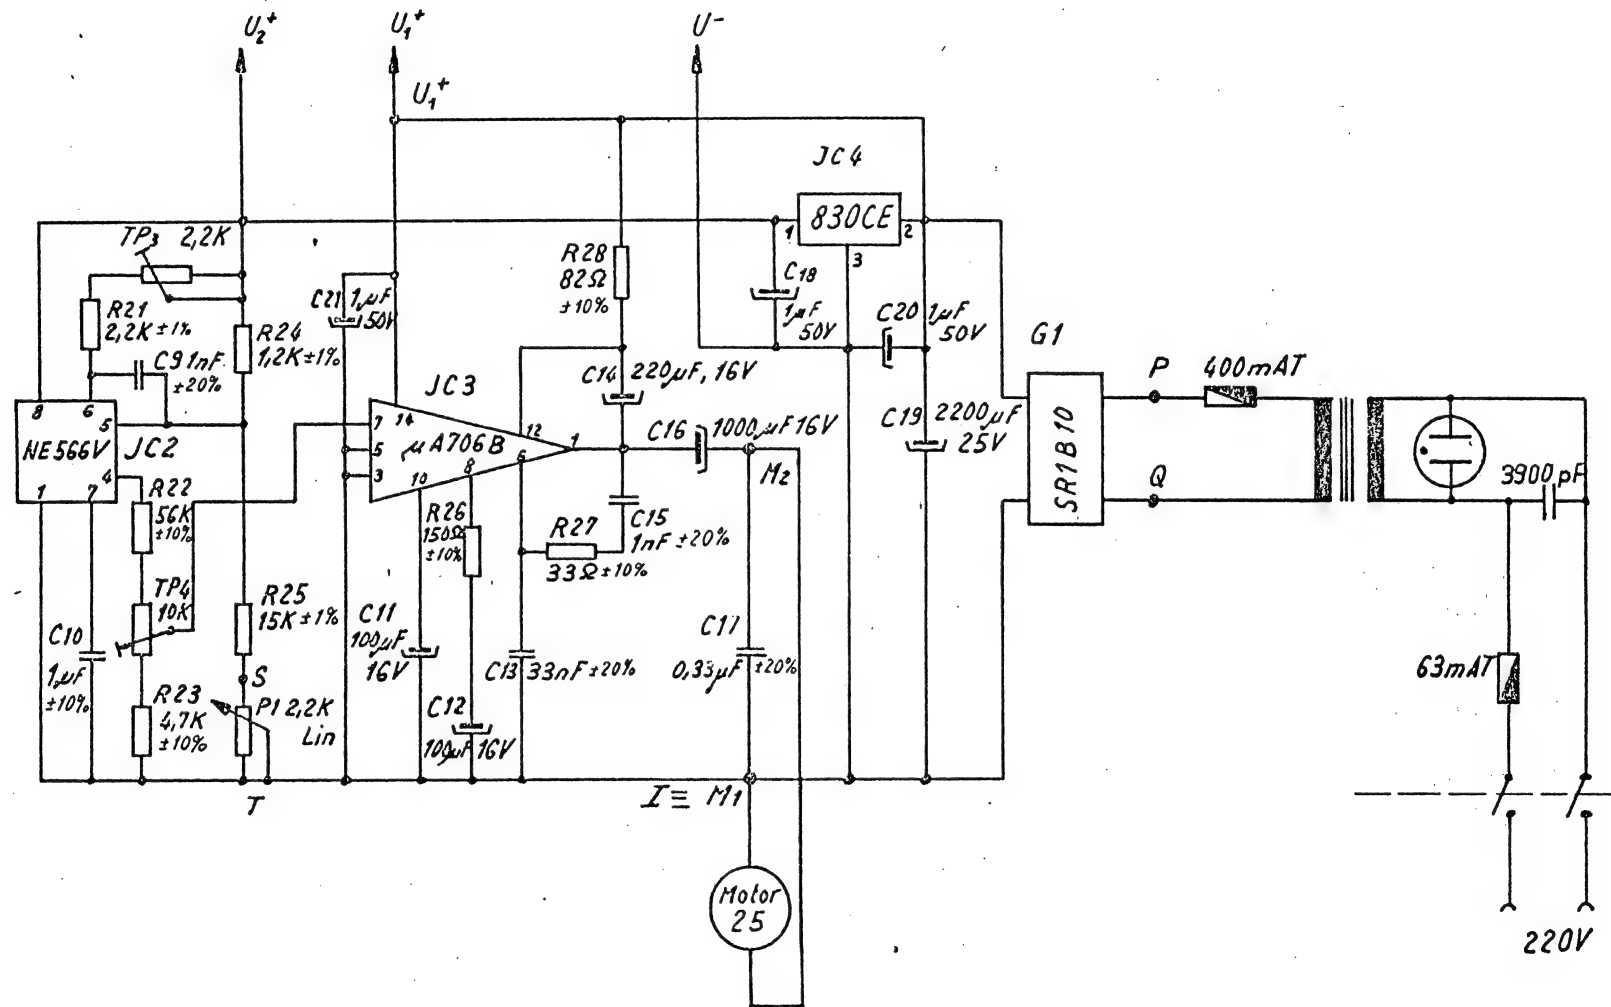 U2+
U1+
U-
U1+
JC4
830CE
1
2
3
TP3 2,2K
R21
2,2K ±1%
C9 1nF
±20%
R24
1,2K ±1%
C21 1µF
50V
R28
82Ω
±10%
C18
1µF
50V
C20 1µF
50V
G1
SR1B10
P
400mAT
Q
3900pF
63mAT
220V
8
6
5
NE566V
JC2
4
1
7
R22
56K
±10%
TP4
10K
C10
1µF
±10%
R23
4,7K
±10%
R25
15K ±1%
S
P1 2,2K
Lin
T
JC3
7
14
5
3
µA706B
12
1
10
8
6
C14
220µF, 16V
C16
1000µF 16V
M2
C19 2200µF
25V
R26
150Ω
±10%
R27
33Ω ±10%
C15
1nF ±20%
C11
100µF
16V
C12
100µF 16V
C13 33nF ±20%
C17
0,33µF ±20%
I ≡ M1
Motor
25